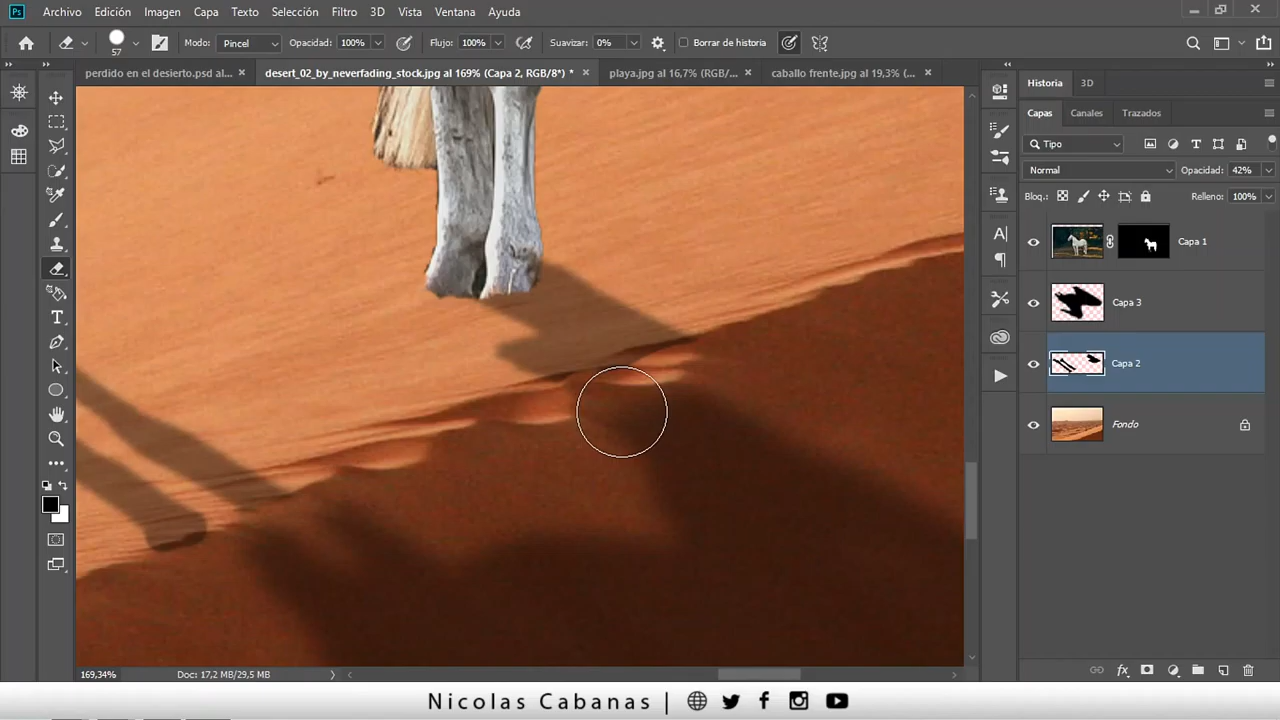 Ps Archivo Edición Imagen Capa Texto Selección Filtro 3D Vista Ventana Ayuda
57 Modo: Pincel Opacidad: 100% Flujo: 100% Suavizar: 0% Borrar de historia
perdido en el desierto.psd al... desert_02_by_neverfading_stock.jpg al 169% (Capa 2, RGB/8*) * playa.jpg al 16,7% (RGB/... caballo frente.jpg al 19,3% (...
Historia 3D
Capas Canales Trazados
Tipo
Normal Opacidad: 42%
Bloq.: Relleno: 100%
Capa 1
Capa 3
Capa 2
Fondo
169,34% Doc: 17,2 MB/29,5 MB
Nicolas Cabanas |